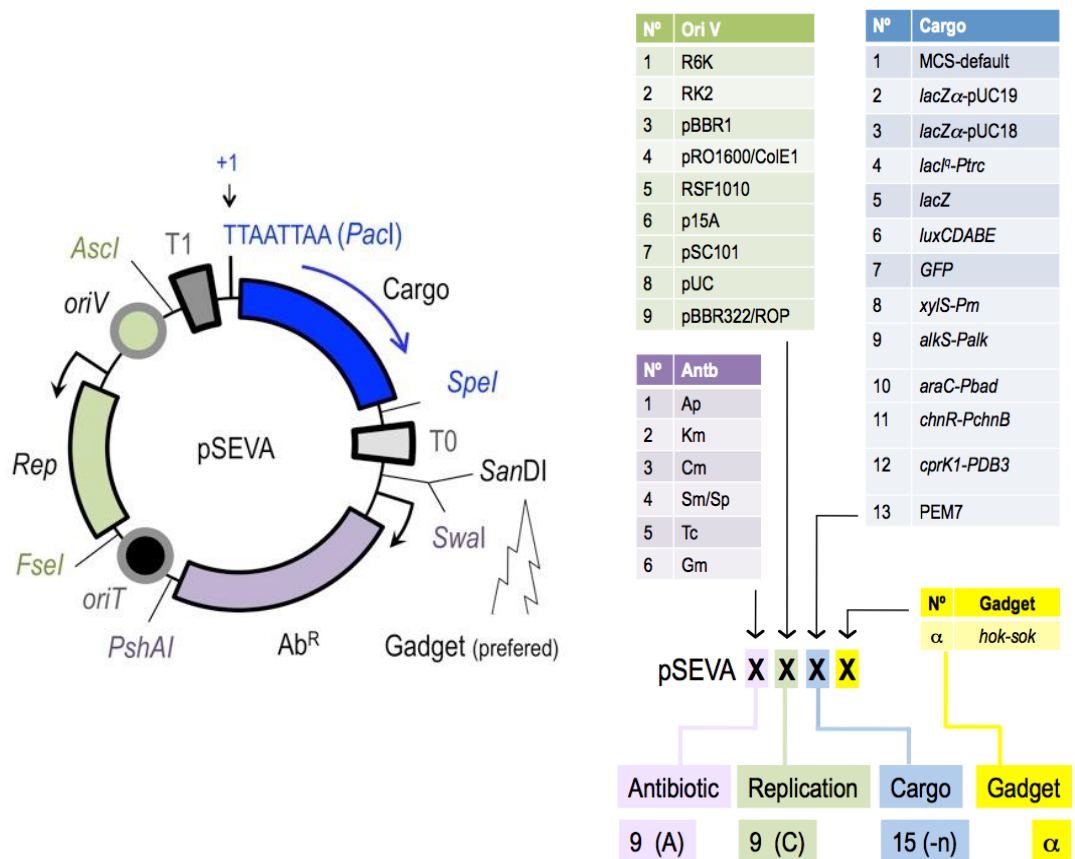 +1
TTAATTAA (PacI)
AscI
T1
Cargo
oriV
SpeI
Rep
pSEVA
T0
SanDI
SwaI
FseI
oriT
PshAI
Ab^R
Gadget (prefered)
Nº Ori V
1 R6K
2 RK2
3 pBBR1
4 pRO1600/ColE1
5 RSF1010
6 p15A
7 pSC101
8 pUC
9 pBBR322/ROP
Nº Cargo
1 MCS-default
2 lacZα-pUC19
3 lacZα-pUC18
4 lacI^q-Ptrc
5 lacZ
6 luxCDABE
7 GFP
8 xylS-Pm
9 alkS-Palk
10 araC-Pbad
11 chnR-PchnB
12 cprK1-PDB3
13 PEM7
Nº Antb
1 Ap
2 Km
3 Cm
4 Sm/Sp
5 Tc
6 Gm
Nº Gadget
α hok-sok
pSEVA X X X X
Antibiotic Replication Cargo Gadget
9 (A) 9 (C) 15 (-n) α